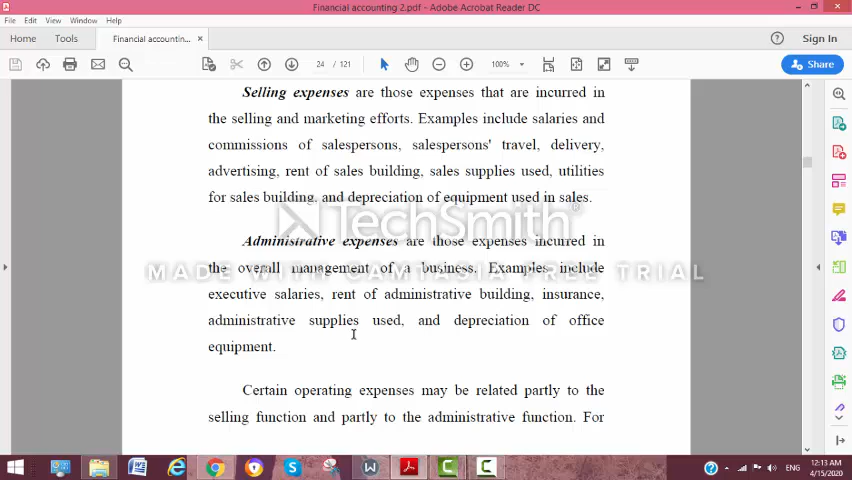 Financial accounting 2.pdf - Adobe Acrobat Reader DC
File Edit View Window Help
Home Tools Financial accountin... × Sign In
24 / 121 100% Share
Selling expenses are those expenses that are incurred in
the selling and marketing efforts. Examples include salaries and
commissions of salespersons, salespersons' travel, delivery,
advertising, rent of sales building, sales supplies used, utilities
for sales building, and depreciation of equipment used in sales.
TechSmith®
Administrative expenses are those expenses incurred in
the overall management of a business. Examples include
MADE WITH CAMTASIA FREE TRIAL
executive salaries, rent of administrative building, insurance,
administrative supplies used, and depreciation of office
equipment.
Certain operating expenses may be related partly to the
selling function and partly to the administrative function. For
ENG 12:13 AM
4/15/2020